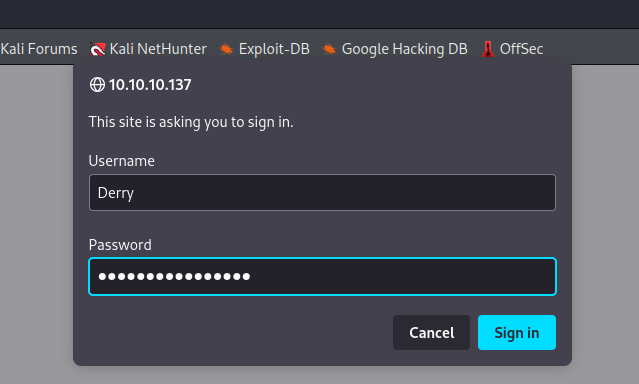 Kali Forums Kali NetHunter Exploit-DB Google Hacking DB OffSec
10.10.10.137
This site is asking you to sign in.
Username
Derry
Password
••••••••••••••••
Cancel Sign in